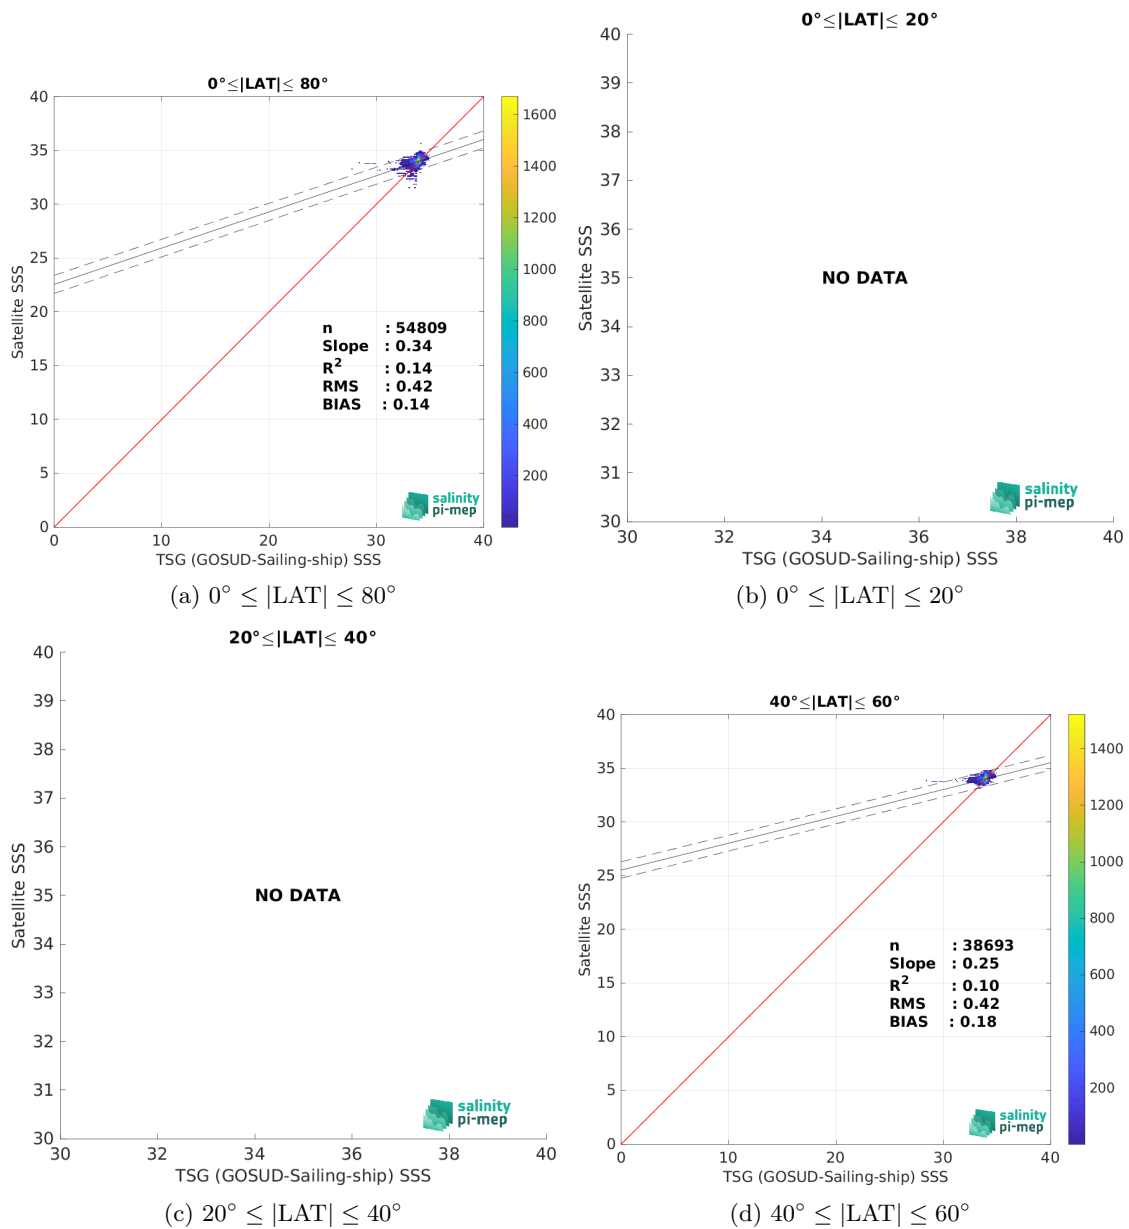 0°≤|LAT|≤ 80°
40
35
30
25
20
15
10
5
0
0
10
20
30
40
1600
1400
1200
1000
800
600
400
200
Satellite SSS
n : 54809
Slope : 0.34
R² : 0.14
RMS : 0.42
BIAS : 0.14
salinity
pi-mep
TSG (GOSUD-Sailing-ship) SSS
(a) 0° ≤ |LAT| ≤ 80°
0°≤|LAT|≤ 20°
40
39
38
37
36
35
34
33
32
31
30
30
32
34
36
38
40
Satellite SSS
NO DATA
salinity
pi-mep
TSG (GOSUD-Sailing-ship) SSS
(b) 0° ≤ |LAT| ≤ 20°
20°≤|LAT|≤ 40°
40
39
38
37
36
35
34
33
32
31
30
30
32
34
36
38
40
Satellite SSS
NO DATA
salinity
pi-mep
TSG (GOSUD-Sailing-ship) SSS
(c) 20° ≤ |LAT| ≤ 40°
40°≤|LAT|≤ 60°
40
35
30
25
20
15
10
5
0
0
10
20
30
40
1400
1200
1000
800
600
400
200
Satellite SSS
n : 38693
Slope : 0.25
R² : 0.10
RMS : 0.42
BIAS : 0.18
salinity
pi-mep
TSG (GOSUD-Sailing-ship) SSS
(d) 40° ≤ |LAT| ≤ 60°